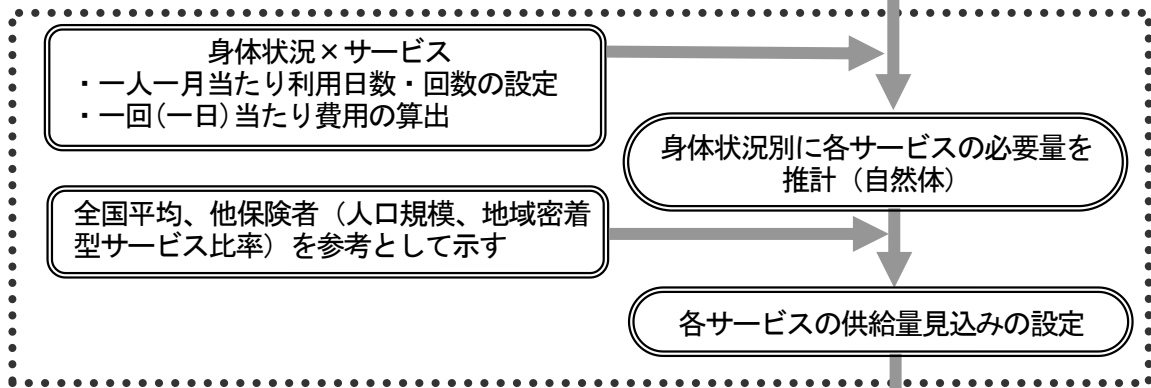 身体状況×サービス
・一人一月当たり利用日数・回数の設定
・一回(一日)当たり費用の算出
身体状況別に各サービスの必要量を
推計（自然体）
全国平均、他保険者（人口規模、地域密着
型サービス比率）を参考として示す
各サービスの供給量見込みの設定